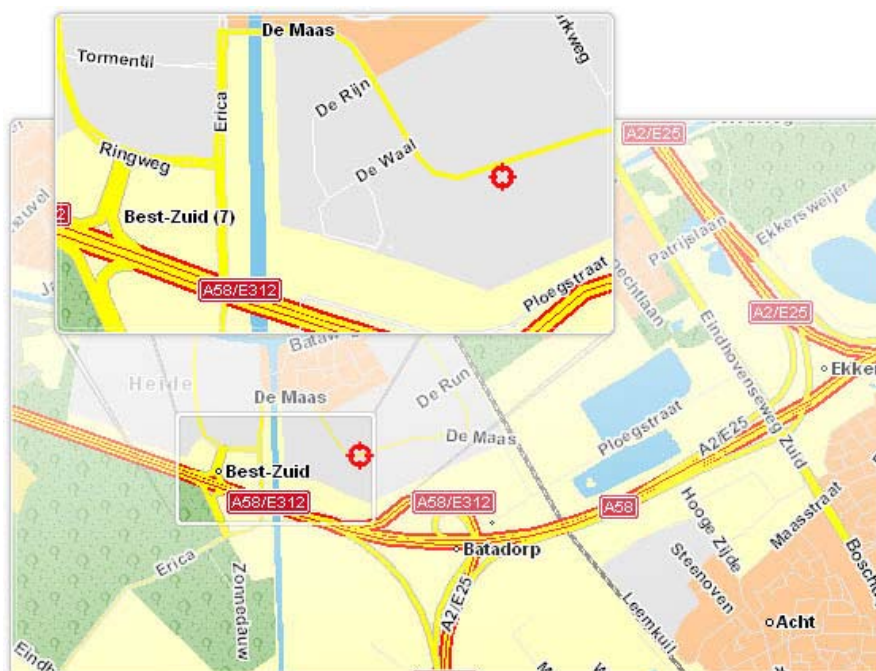 De Maas
Tormentil
Erica
De Rijn
Ringweg
De Waal
Best-Zuid (7)
A58/E312
Ploegstraat
A2/E25
Ekkersweijer
Patrijslaan
A2/E25
Eindhovenseweg Zuid
Ekker
Heide
De Maas
De Run
De Maas
Ploegstraat
A2/E25
Best-Zuid
A58/E312
A58/E312
A58
Batadorp
Hooge Zijde
Maasstraat
Steenoven
Erica
Zonnedauw
A2/E25
Leemkuil
Acht